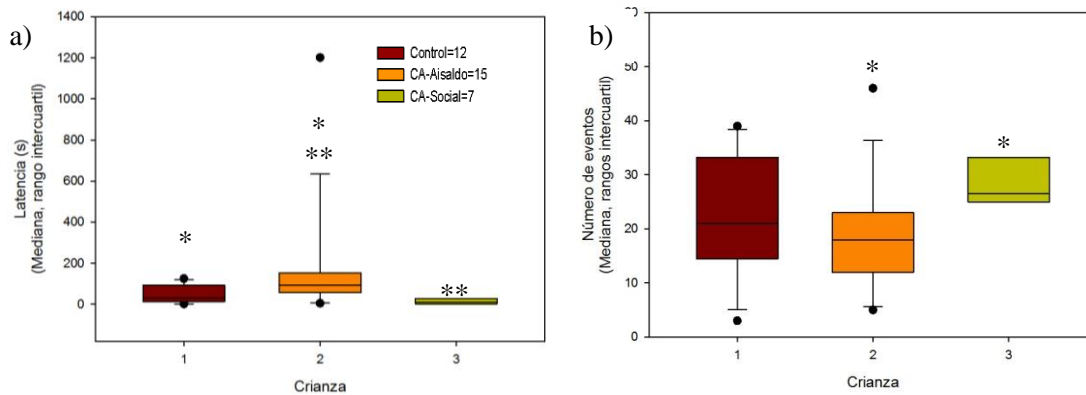 a)
Latencia (s)
(Mediana, rango intercuartil)
1400
1200
1000
800
600
400
200
0
Control=12
CA-Aisaldo=15
CA-Social=7
*
*
**
**
1
2
3
Crianza
b)
Número de eventos
(Mediana, rangos intercuartil)
50
40
30
20
10
0
*
*
1
2
3
Crianza